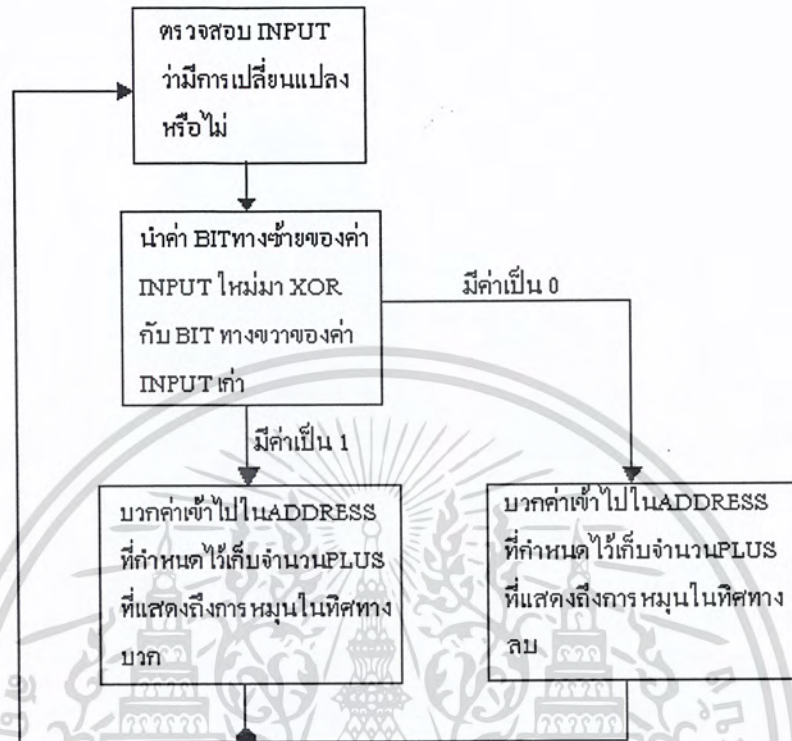 ตรวจสอบ INPUT
ว่ามีการเปลี่ยนแปลง
หรือไม่
นำค่า BITทางซ้ายของค่า
INPUT ใหม่มา XOR
กับ BIT ทางขวาของค่า
INPUT เก่า
มีค่าเป็น 0
มีค่าเป็น 1
บวกค่าเข้าไปในADDRESS
ที่กำหนดไว้เก็บจำนวนPLUS
ที่แสดงถึงการหมุนในทิศทาง
บวก
บวกค่าเข้าไปในADDRESS
ที่กำหนดไว้เก็บจำนวนPLUS
ที่แสดงถึงการหมุนในทิศทาง
ลบ